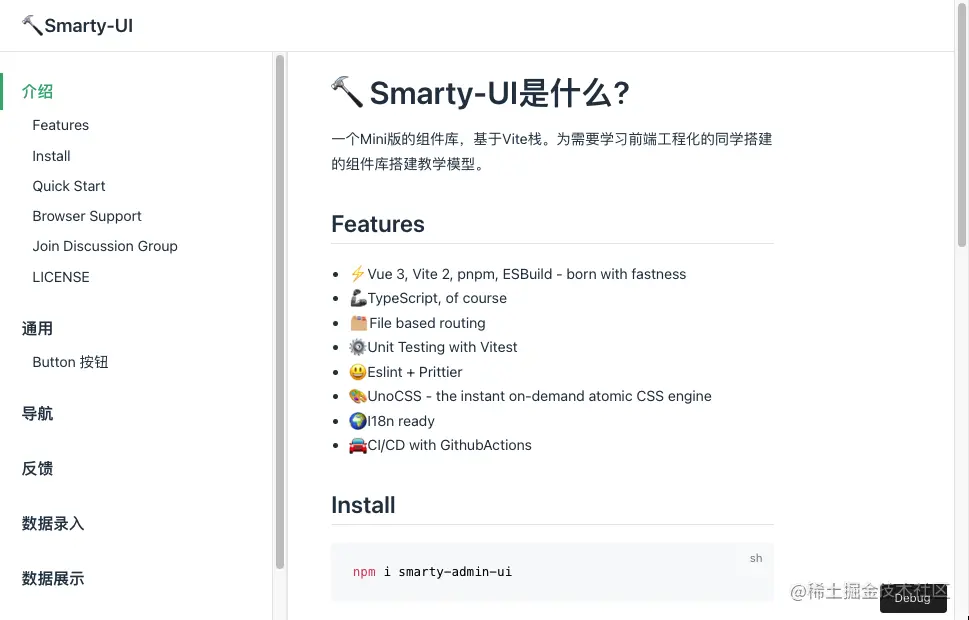 🔨Smarty-UI
介绍
Features
Install
Quick Start
Browser Support
Join Discussion Group
LICENSE
通用
Button 按钮
导航
反馈
数据录入
数据展示
🔨Smarty-UI是什么?
一个Mini版的组件库，基于Vite栈。为需要学习前端工程化的同学搭建
的组件库搭建教学模型。
Features
⚡Vue 3, Vite 2, pnpm, ESBuild - born with fastness
🦾TypeScript, of course
🗂File based routing
⚙️Unit Testing with Vitest
😃Eslint + Prittier
🎨UnoCSS - the instant on-demand atomic CSS engine
🌍I18n ready
🚘CI/CD with GithubActions
Install
sh
npm i smarty-admin-ui
@稀土掘金技术社区
Debug